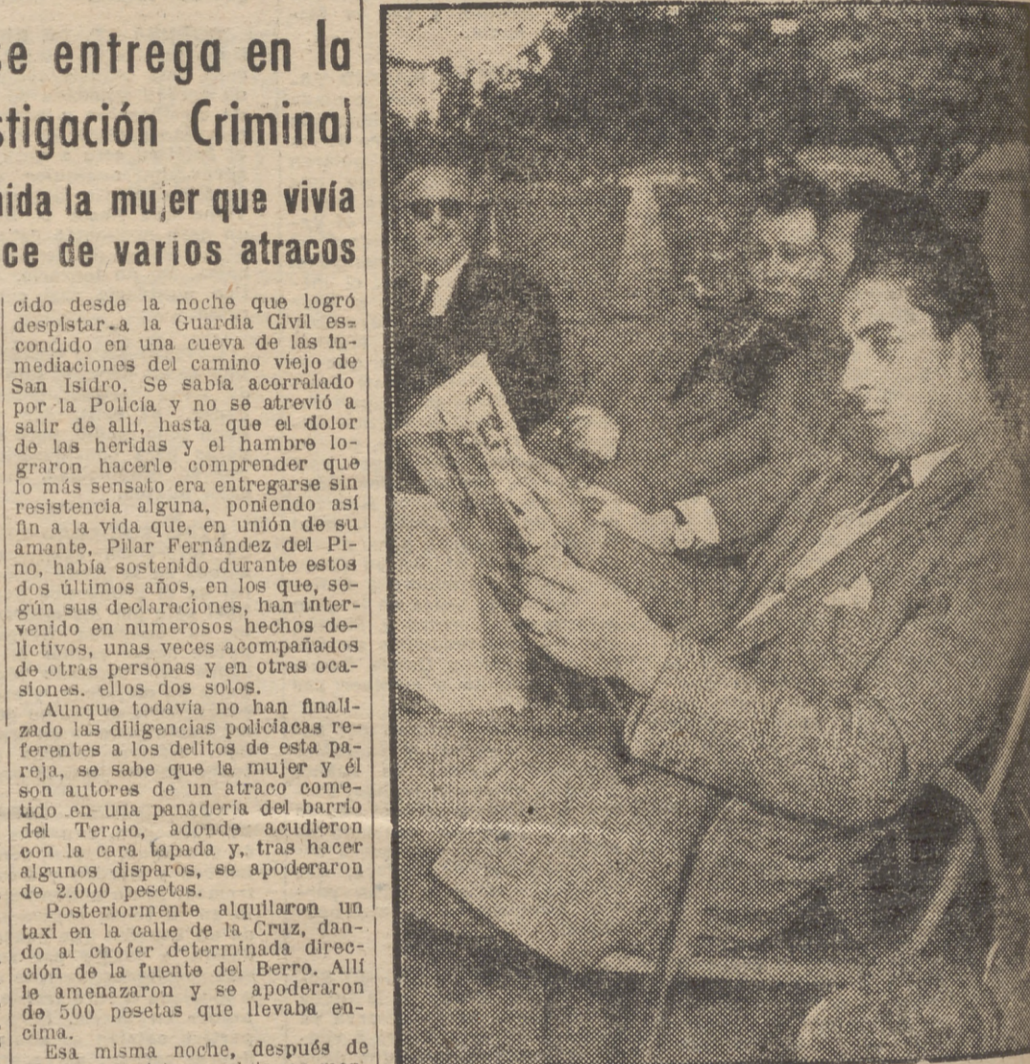 se entrega en la
stigación Criminal
nida la mujer que vivía
ce de varios atracos
cido desde la noche que logró
despistar a la Guardia Civil es-
condido en una cueva de las in-
mediaciones del camino viejo de
San Isidro. Se sabía acorralado
por la Policía y no se atrevió a
salir de allí, hasta que el dolor
de las heridas y el hambre lo-
graron hacerle comprender que
lo más sensato era entregarse sin
resistencia alguna, poniendo así
fin a la vida que, en unión de su
amante, Pilar Fernández del Pi-
no, había sostenido durante estos
dos últimos años, en los que, se-
gún sus declaraciones, han inter-
venido en numerosos hechos de-
lictivos, unas veces acompañados
de otras personas y en otras oca-
siones. ellos dos solos.
Aunque todavía no han finali-
zado las diligencias policiacas re-
ferentes a los delitos de esta pa-
reja, se sabe que la mujer y él
son autores de un atraco come-
tido en una panadería del barrio
del Tercio, adonde acudieron
con la cara tapada y, tras hacer
algunos disparos, se apoderaron
de 2.000 pesetas.
Posteriormente alquilaron un
taxi en la calle de la Cruz, dan-
do al chófer determinada direc-
ción de la fuente del Berro. Allí
le amenazaron y se apoderaron
de 500 pesetas que llevaba en-
cima.
Esa misma noche, después de